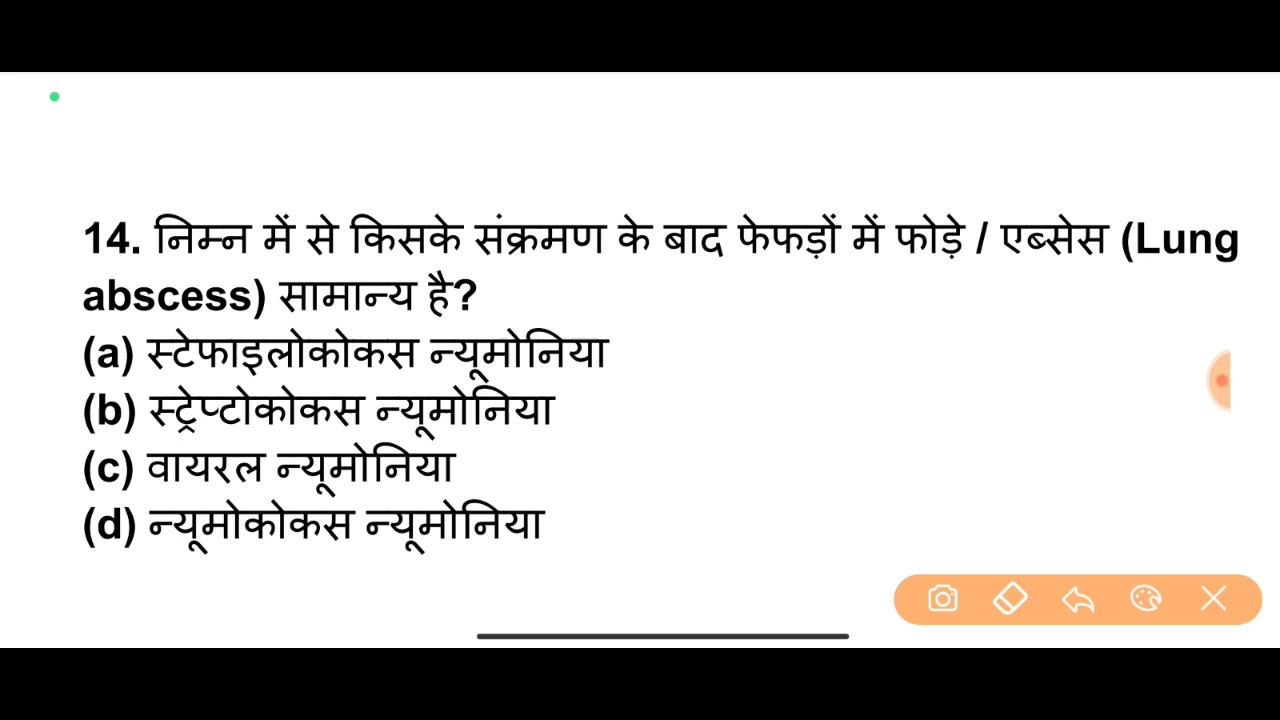 14. निम्न में से किसके संक्रमण के बाद फेफड़ों में फोड़े / एब्सेस (Lung
abscess) सामान्य है?
(a) स्टेफाइलोकोकस न्यूमोनिया
(b) स्ट्रेप्टोकोकस न्यूमोनिया
(c) वायरल न्यूमोनिया
(d) न्यूमोकोकस न्यूमोनिया